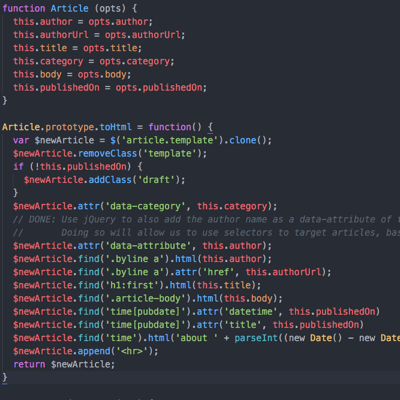 function Article (opts) {
this.author = opts.author;
this.authorUrl = opts.authorUrl;
this.title = opts.title;
this.category = opts.category;
this.body = opts.body;
this.publishedOn = opts.publishedOn;
}
Article.prototype.toHtml = function() {
var $newArticle = $('article.template').clone();
$newArticle.removeClass('template');
if (!this.publishedOn) {
$newArticle.addClass('draft');
}
$newArticle.attr('data-category', this.category);
// DONE: Use jQuery to also add the author name as a data-attribute of
// Doing so will allow us to use selectors to target articles,
$newArticle.attr('data-attribute', this.author);
$newArticle.find('.byline a').html(this.author);
$newArticle.find('.byline a').attr('href', this.authorUrl);
$newArticle.find('h1:first').html(this.title);
$newArticle.find('.article-body').html(this.body);
$newArticle.find('time[pubdate]').attr('datetime', this.publishedOn)
$newArticle.find('time[pubdate]').attr('title', this.publishedOn)
$newArticle.find('time').html('about ' + parseInt((new Date() - new Date
$newArticle.append('<hr>');
return $newArticle;
}